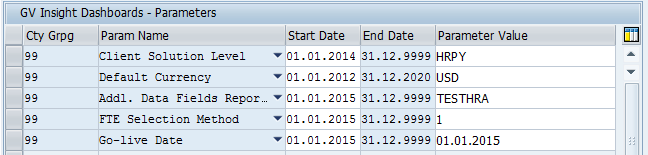 GV Insight Dashboards - Parameters
Cty Grpg Param Name Start Date End Date Parameter Value
99 Client Solution Level 01.01.2014 31.12.9999 HRPY
99 Default Currency 01.01.2012 31.12.2020 USD
99 Addl. Data Fields Repor... 01.01.2015 31.12.9999 TESTHRA
99 FTE Selection Method 01.01.2015 31.12.9999 1
99 Go-live Date 01.01.2015 31.12.9999 01.01.2015